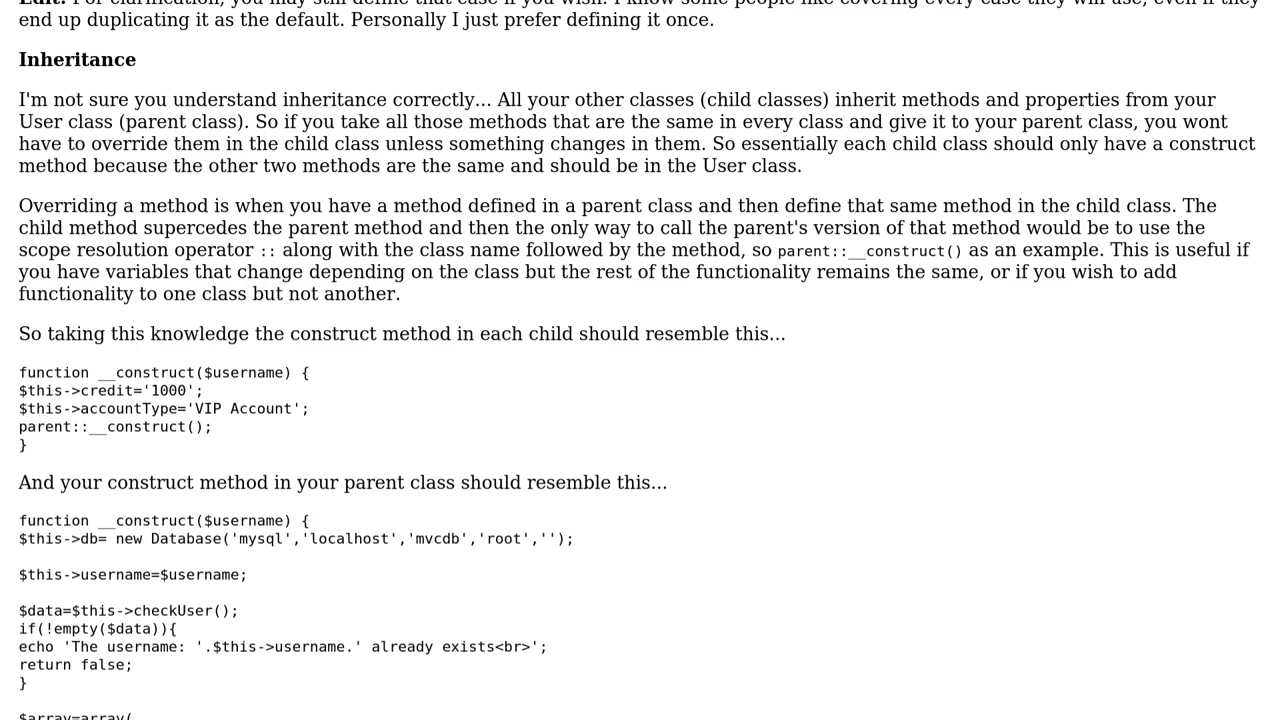 Edit: For clarification, you may still define that case if you wish. I know some people like covering every case they will use, even if they
end up duplicating it as the default. Personally I just prefer defining it once.
Inheritance
I'm not sure you understand inheritance correctly... All your other classes (child classes) inherit methods and properties from your
User class (parent class). So if you take all those methods that are the same in every class and give it to your parent class, you wont
have to override them in the child class unless something changes in them. So essentially each child class should only have a construct
method because the other two methods are the same and should be in the User class.
Overriding a method is when you have a method defined in a parent class and then define that same method in the child class. The
child method supercedes the parent method and then the only way to call the parent's version of that method would be to use the
scope resolution operator :: along with the class name followed by the method, so parent::__construct() as an example. This is useful if
you have variables that change depending on the class but the rest of the functionality remains the same, or if you wish to add
functionality to one class but not another.
So taking this knowledge the construct method in each child should resemble this...
function __construct($username) {
$this->credit='1000';
$this->accountType='VIP Account';
parent::__construct();
}
And your construct method in your parent class should resemble this...
function __construct($username) {
$this->db= new Database('mysql','localhost','mvcdb','root','');
$this->username=$username;
$data=$this->checkUser();
if(!empty($data)){
echo 'The username: '.$this->username.' already exists<br>';
return false;
}
$array=array(